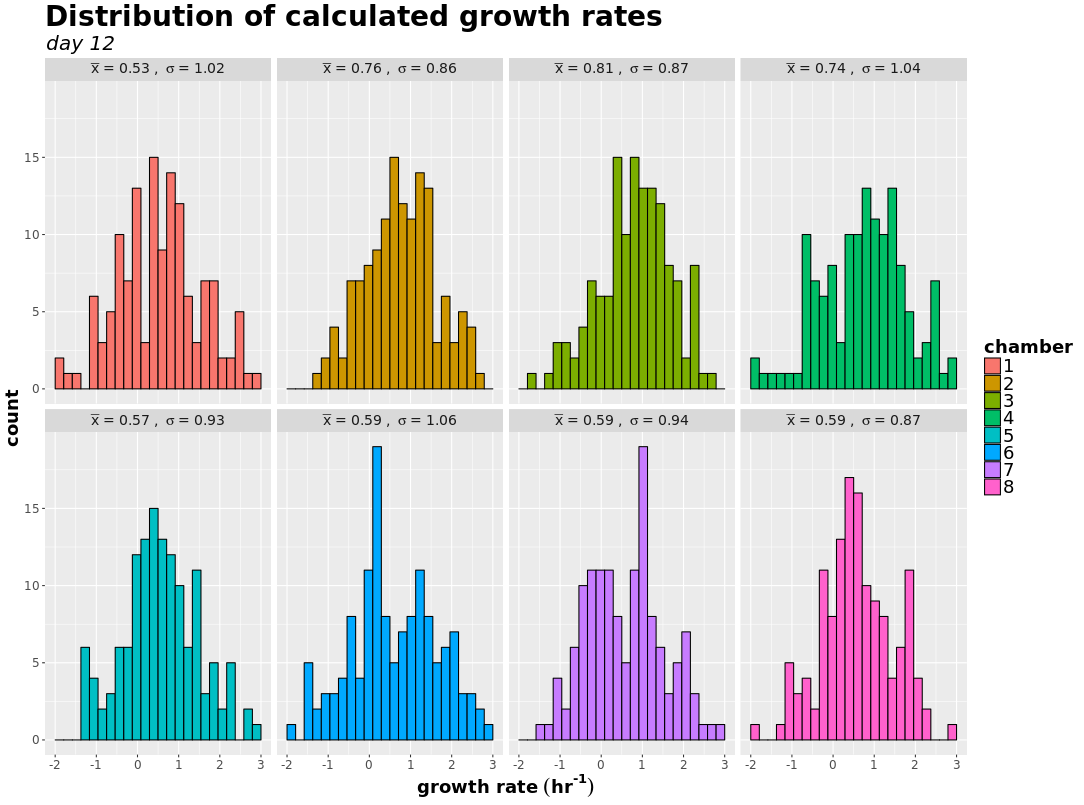 Distribution of calculated growth rates
day 12
x̅ = 0.53 , σ = 1.02
x̅ = 0.76 , σ = 0.86
x̅ = 0.81 , σ = 0.87
x̅ = 0.74 , σ = 1.04
15
10
5
0
count
x̅ = 0.57 , σ = 0.93
x̅ = 0.59 , σ = 1.06
x̅ = 0.59 , σ = 0.94
x̅ = 0.59 , σ = 0.87
15
10
5
0
-2 -1 0 1 2 3
-2 -1 0 1 2 3
-2 -1 0 1 2 3
-2 -1 0 1 2 3
growth rate (hr⁻¹)
chamber
1
2
3
4
5
6
7
8